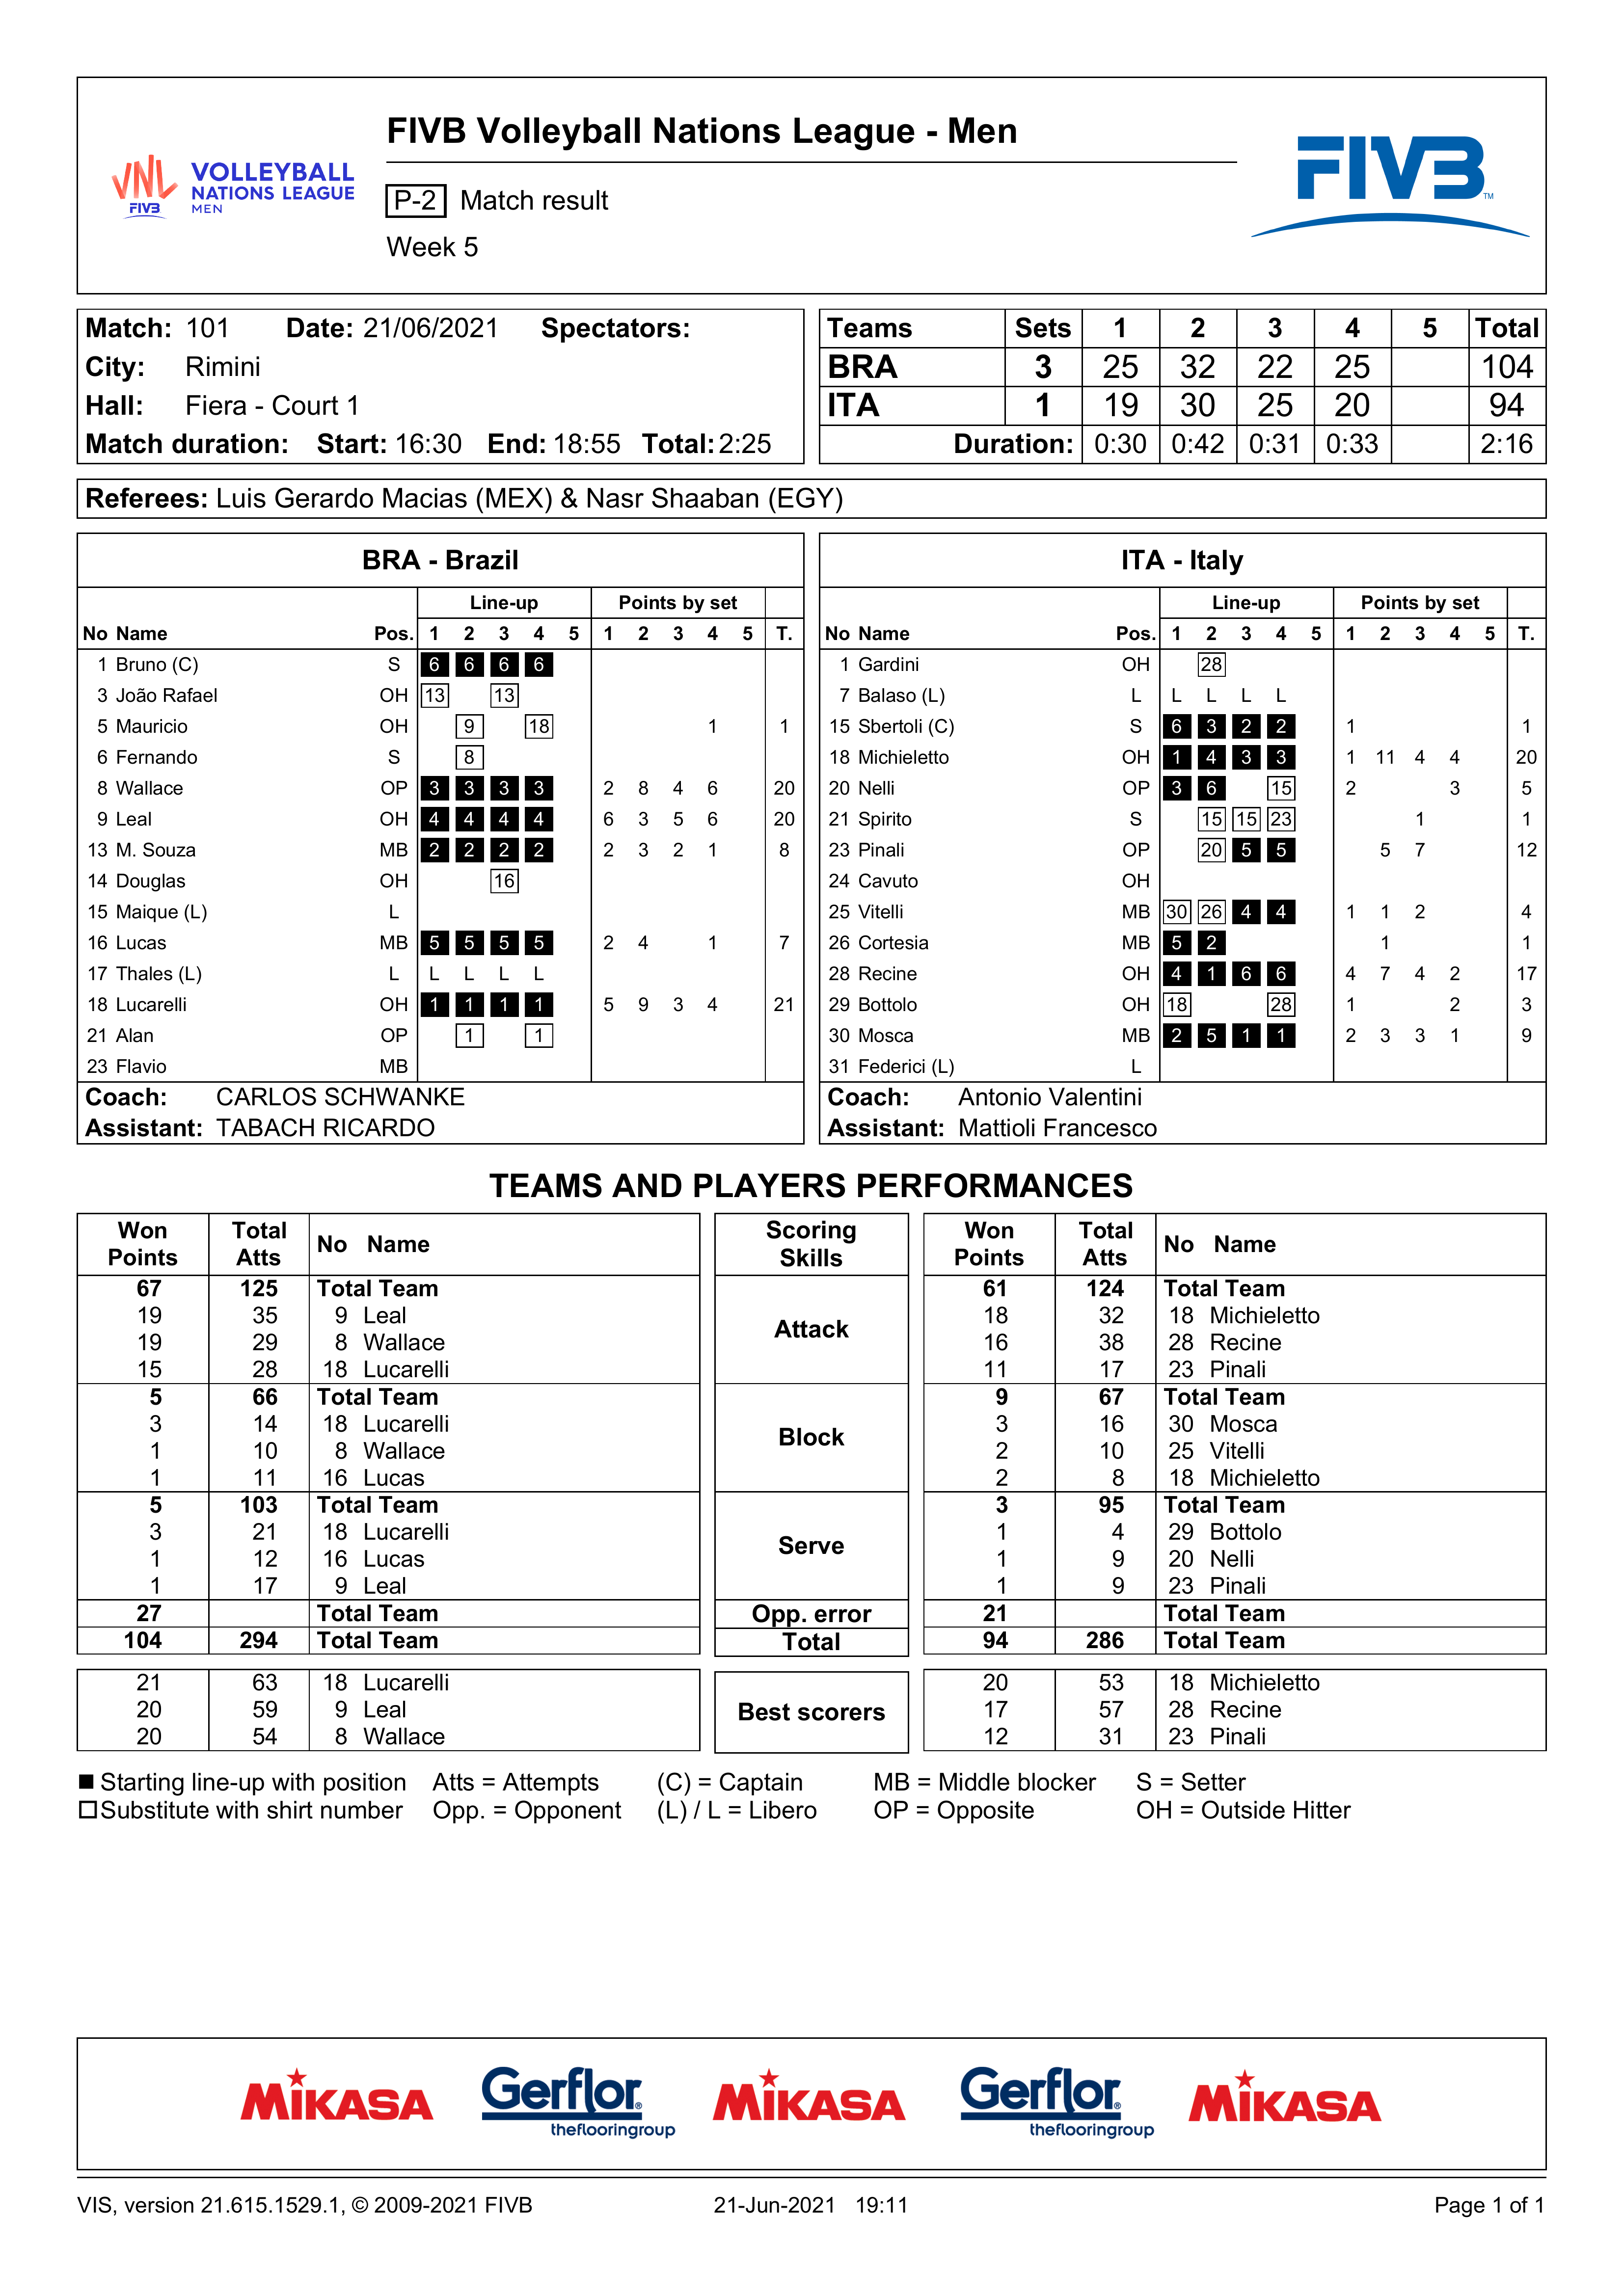 FIVB Volleyball Nations League - Men
VNL FIVB VOLLEYBALL NATIONS LEAGUE MEN
P-2 Match result
Week 5
FIVB TM
Match: 101 Date: 21/06/2021 Spectators:
City: Rimini
Hall: Fiera - Court 1
Match duration: Start: 16:30 End: 18:55 Total: 2:25
Teams Sets 1 2 3 4 5 Total
BRA 3 25 32 22 25 104
ITA 1 19 30 25 20 94
Duration: 0:30 0:42 0:31 0:33 2:16
Referees: Luis Gerardo Macias (MEX) & Nasr Shaaban (EGY)
BRA - Brazil
Line-up Points by set
No Name Pos. 1 2 3 4 5 1 2 3 4 5 T.
1 Bruno (C) S 6 6 6 6
3 João Rafael OH 13 13
5 Mauricio OH 9 18 1 1
6 Fernando S 8
8 Wallace OP 3 3 3 3 2 8 4 6 20
9 Leal OH 4 4 4 4 6 3 5 6 20
13 M. Souza MB 2 2 2 2 2 3 2 1 8
14 Douglas OH 16
15 Maique (L) L
16 Lucas MB 5 5 5 5 2 4 1 7
17 Thales (L) L L L L L
18 Lucarelli OH 1 1 1 1 5 9 3 4 21
21 Alan OP 1 1
23 Flavio MB
Coach: CARLOS SCHWANKE
Assistant: TABACH RICARDO
ITA - Italy
Line-up Points by set
No Name Pos. 1 2 3 4 5 1 2 3 4 5 T.
1 Gardini OH 28
7 Balaso (L) L L L L L
15 Sbertoli (C) S 6 3 2 2 1 1
18 Michieletto OH 1 4 3 3 1 11 4 4 20
20 Nelli OP 3 6 15 2 3 5
21 Spirito S 15 15 23 1 1
23 Pinali OP 20 5 5 5 7 12
24 Cavuto OH
25 Vitelli MB 30 26 4 4 1 1 2 4
26 Cortesia MB 5 2 1 1
28 Recine OH 4 1 6 6 4 7 4 2 17
29 Bottolo OH 18 28 1 2 3
30 Mosca MB 2 5 1 1 2 3 3 1 9
31 Federici (L) L
Coach: Antonio Valentini
Assistant: Mattioli Francesco
TEAMS AND PLAYERS PERFORMANCES
Won Points Total Atts No Name Scoring Skills Won Points Total Atts No Name
67 125 Total Team Attack 61 124 Total Team
19 35 9 Leal 18 32 18 Michieletto
19 29 8 Wallace 16 38 28 Recine
15 28 18 Lucarelli 11 17 23 Pinali
5 66 Total Team Block 9 67 Total Team
3 14 18 Lucarelli 3 16 30 Mosca
1 10 8 Wallace 2 10 25 Vitelli
1 11 16 Lucas 2 8 18 Michieletto
5 103 Total Team Serve 3 95 Total Team
3 21 18 Lucarelli 1 4 29 Bottolo
1 12 16 Lucas 1 9 20 Nelli
1 17 9 Leal 1 9 23 Pinali
27 Total Team Opp. error 21 Total Team
104 294 Total Team Total 94 286 Total Team
21 63 18 Lucarelli Best scorers 20 53 18 Michieletto
20 59 9 Leal 17 57 28 Recine
20 54 8 Wallace 12 31 23 Pinali
Starting line-up with position Atts = Attempts (C) = Captain MB = Middle blocker S = Setter
Substitute with shirt number Opp. = Opponent (L) / L = Libero OP = Opposite OH = Outside Hitter
MIKASA Gerflor® theflooringgroup MIKASA Gerflor® theflooringgroup MIKASA
VIS, version 21.615.1529.1, © 2009-2021 FIVB 21-Jun-2021 19:11 Page 1 of 1